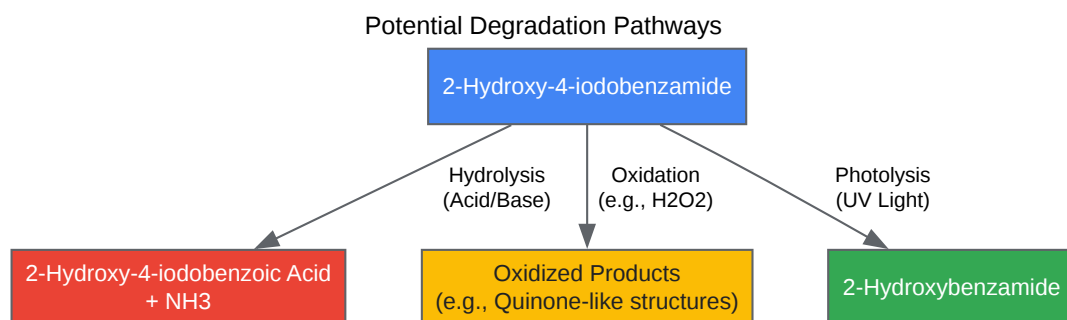 Potential Degradation Pathways
2-Hydroxy-4-iodobenzamide
Hydrolysis
(Acid/Base)
Oxidation
(e.g., H2O2)
Photolysis
(UV Light)
2-Hydroxy-4-iodobenzoic Acid
+ NH3
Oxidized Products
(e.g., Quinone-like structures)
2-Hydroxybenzamide